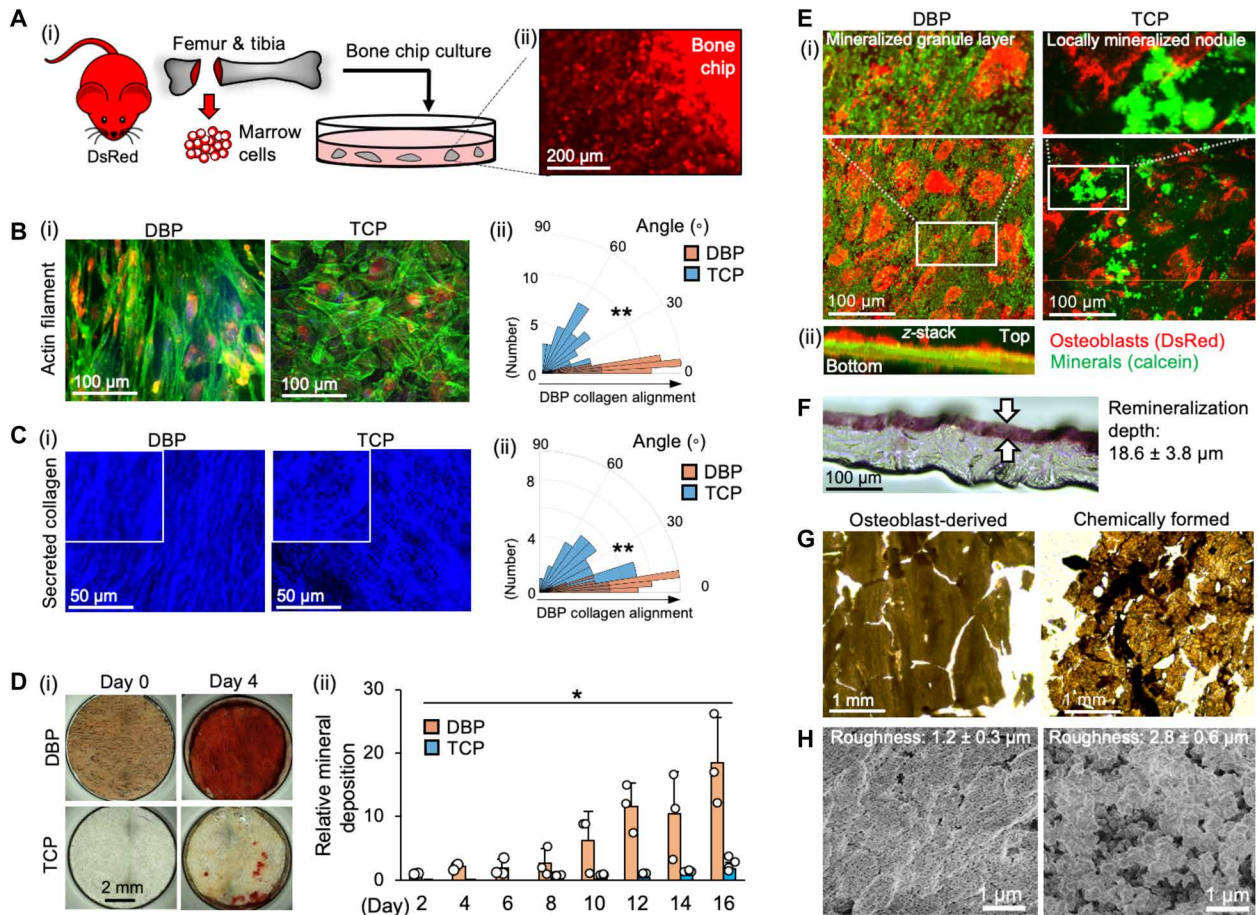 A
(i)
Femur & tibia
Bone chip culture
DsRed
Marrow
cells
(ii)
Bone
chip
200 µm
B
(i)
DBP
TCP
Actin filament
100 µm
100 µm
(ii)
90
Angle (◦)
60
DBP
TCP
10
**
30
5
(Number)
0
0
DBP collagen alignment
C
(i)
DBP
TCP
Secreted collagen
50 µm
50 µm
(ii)
90
Angle (◦)
60
DBP
TCP
8
30
4
**
(Number)
0
0
DBP collagen alignment
D
(i)
Day 0
Day 4
DBP
TCP
2 mm
(ii)
30
*
DBP
TCP
20
Relative mineral
deposition
10
0
(Day) 2 4 6 8 10 12 14 16
E
DBP
TCP
(i)
Mineralized granule layer
Locally mineralized nodule
100 µm
100 µm
(ii)
z-stack
Top
Bottom
Osteoblasts (DsRed)
Minerals (calcein)
F
100 µm
Remineralization
depth:
18.6 ± 3.8 µm
G
Osteoblast-derived
Chemically formed
1 mm
1 mm
H
Roughness: 1.2 ± 0.3 µm
Roughness: 2.8 ± 0.6 µm
1 µm
1 µm